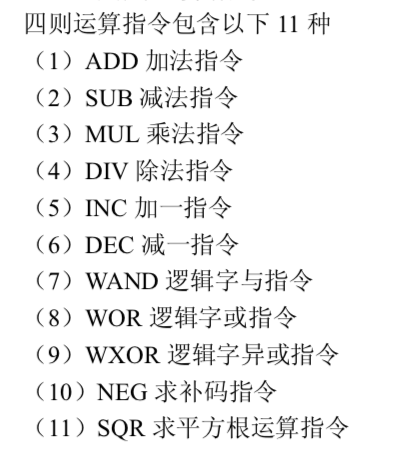 四则运算指令包含以下 11 种
（1）ADD 加法指令
（2）SUB 减法指令
（3）MUL 乘法指令
（4）DIV 除法指令
（5）INC 加一指令
（6）DEC 减一指令
（7）WAND 逻辑字与指令
（8）WOR 逻辑字或指令
（9）WXOR 逻辑字异或指令
（10）NEG 求补码指令
（11）SQR 求平方根运算指令